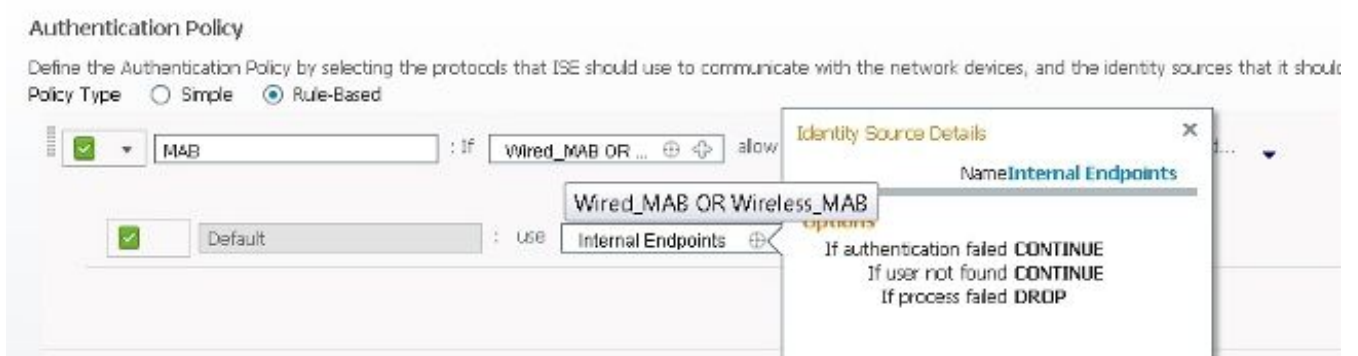 Authentication Policy
Define the Authentication Policy by selecting the protocols that ISE should use to communicate with the network devices, and the identity sources that it should
Policy Type Simple Rule-Based
MAB : If Wired_MAB OR ... allow
Default : use Internal Endpoints
Wired_MAB OR Wireless_MAB
Identity Source Details
Name Internal Endpoints
Options
If authentication failed CONTINUE
If user not found CONTINUE
If process failed DROP